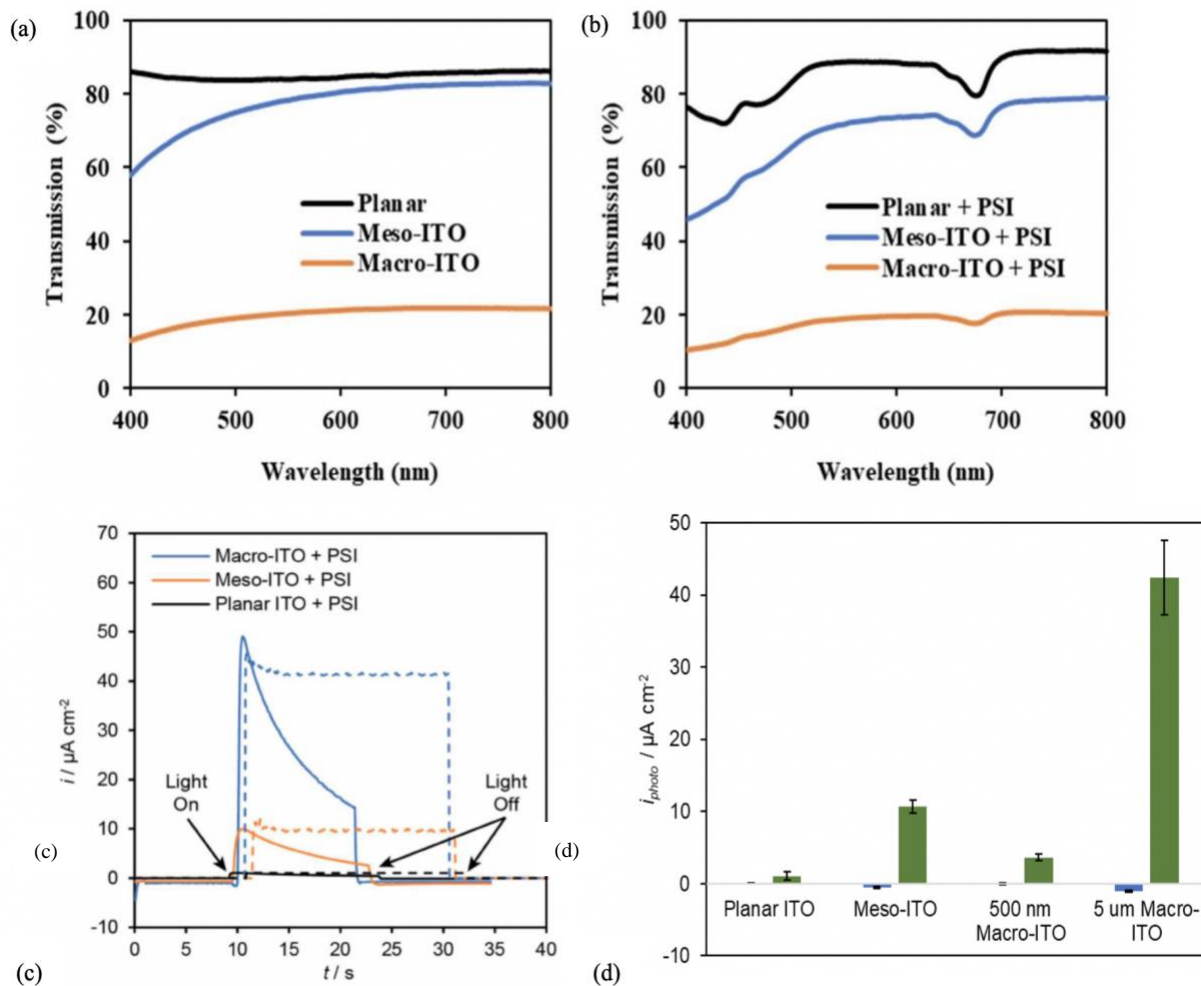 (a)
100
80
60
40
20
0
Transmission (%)
Planar
Meso-ITO
Macro-ITO
400 500 600 700 800
Wavelength (nm)
(b)
100
80
60
40
20
0
Transmission (%)
Planar + PSI
Meso-ITO + PSI
Macro-ITO + PSI
400 500 600 700 800
Wavelength (nm)
70
60
50
40
30
20
10
0
-10
i / µA cm-2
Macro-ITO + PSI
Meso-ITO + PSI
Planar ITO + PSI
Light
On
Light
Off
(c)
0 5 10 15 20 25 30 35 40
t / s
(c)
50
40
30
20
10
0
-10
iphoto / µA cm-2
(d)
Planar ITO Meso-ITO 500 nm Macro-ITO 5 um Macro-ITO
(d)